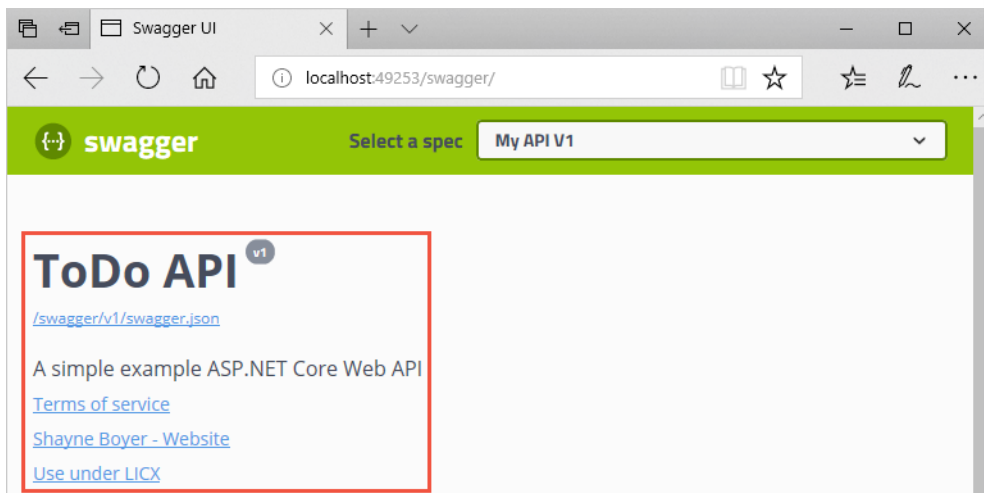 Swagger UI
localhost:49253/swagger/
{··} swagger Select a spec My API V1
ToDo API v1
/swagger/v1/swagger.json
A simple example ASP.NET Core Web API
Terms of service
Shayne Boyer - Website
Use under LICX